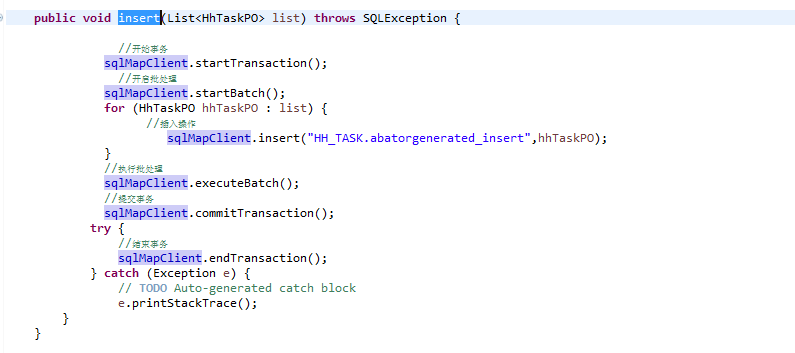 public void insert(List<HhTaskPO> list) throws SQLException {
//开始事务
sqlMapClient.startTransaction();
//开启批处理
sqlMapClient.startBatch();
for (HhTaskPO hhTaskPO : list) {
//插入操作
sqlMapClient.insert("HH_TASK.abatorgenerated_insert",hhTaskPO);
}
//执行批处理
sqlMapClient.executeBatch();
//提交事务
sqlMapClient.commitTransaction();
try {
//结束事务
sqlMapClient.endTransaction();
} catch (Exception e) {
// TODO Auto-generated catch block
e.printStackTrace();
}
}